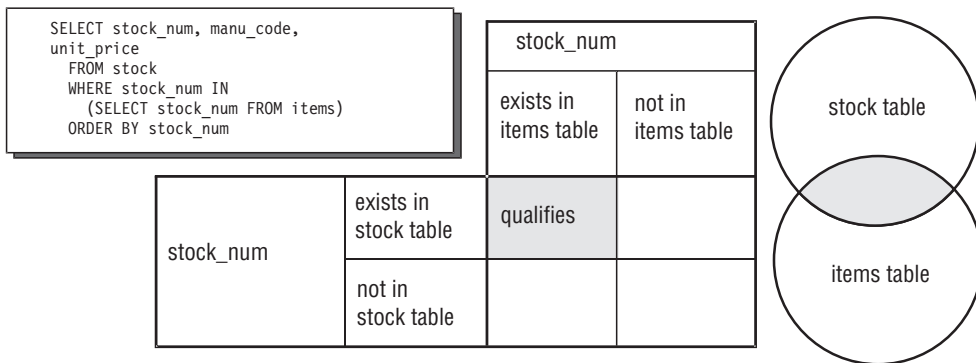 SELECT stock_num, manu_code,
unit_price
FROM stock
WHERE stock_num IN
(SELECT stock_num FROM items)
ORDER BY stock_num
stock_num
exists in
items table
not in
items table
stock_num
exists in
stock table
qualifies
not in
stock table
stock table
items table